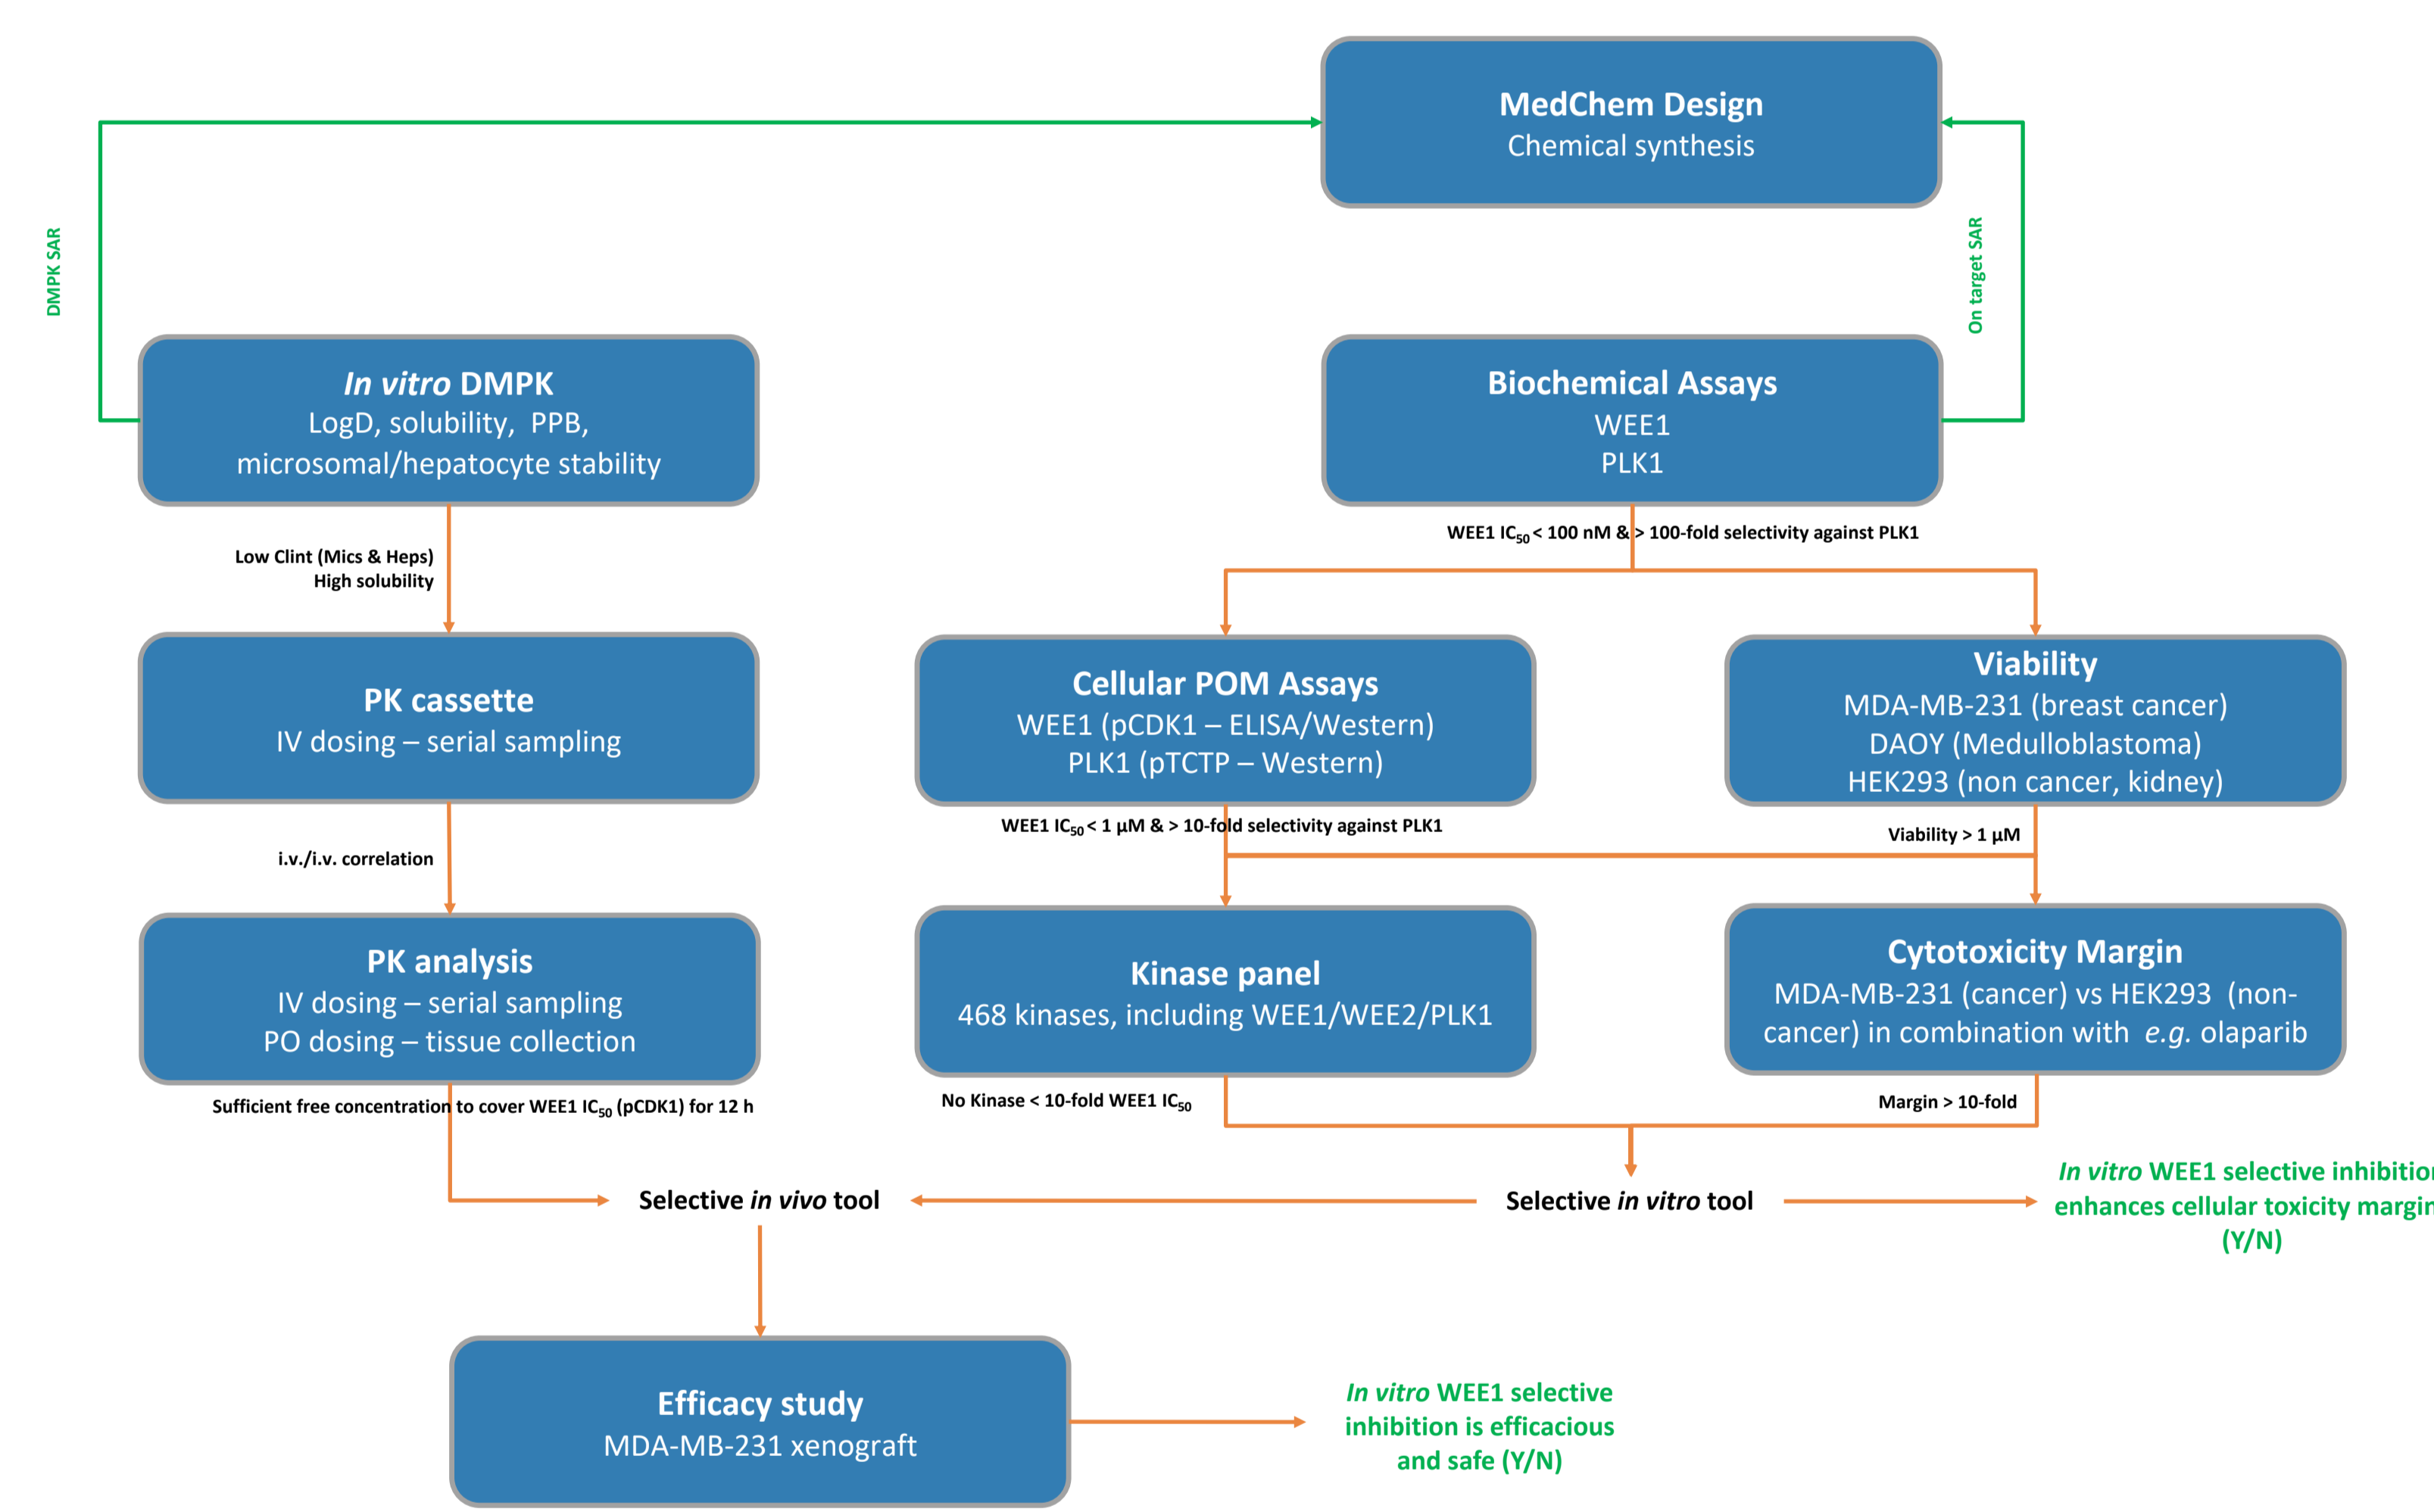 MedChem Design
Chemical synthesis
DMPK SAR
On target SAR
In vitro DMPK
LogD, solubility, PPB,
microsomal/hepatocyte stability
Biochemical Assays
WEE1
PLK1
WEE1 IC50 < 100 nM & > 100-fold selectivity against PLK1
Low Clint (Mics & Heps)
High solubility
PK cassette
IV dosing – serial sampling
Cellular POM Assays
WEE1 (pCDK1 – ELISA/Western)
PLK1 (pTCTP – Western)
Viability
MDA-MB-231 (breast cancer)
DAOY (Medulloblastoma)
HEK293 (non cancer, kidney)
WEE1 IC50 < 1 µM & > 10-fold selectivity against PLK1
Viability > 1 µM
i.v./i.v. correlation
PK analysis
IV dosing – serial sampling
PO dosing – tissue collection
Kinase panel
468 kinases, including WEE1/WEE2/PLK1
Cytotoxicity Margin
MDA-MB-231 (cancer) vs HEK293 (non-
cancer) in combination with e.g. olaparib
Sufficient free concentration to cover WEE1 IC50 (pCDK1) for 12 h
No Kinase < 10-fold WEE1 IC50
Margin > 10-fold
Selective in vivo tool
Selective in vitro tool
In vitro WEE1 selective inhibition
enhances cellular toxicity margin
(Y/N)
Efficacy study
MDA-MB-231 xenograft
In vitro WEE1 selective
inhibition is efficacious
and safe (Y/N)